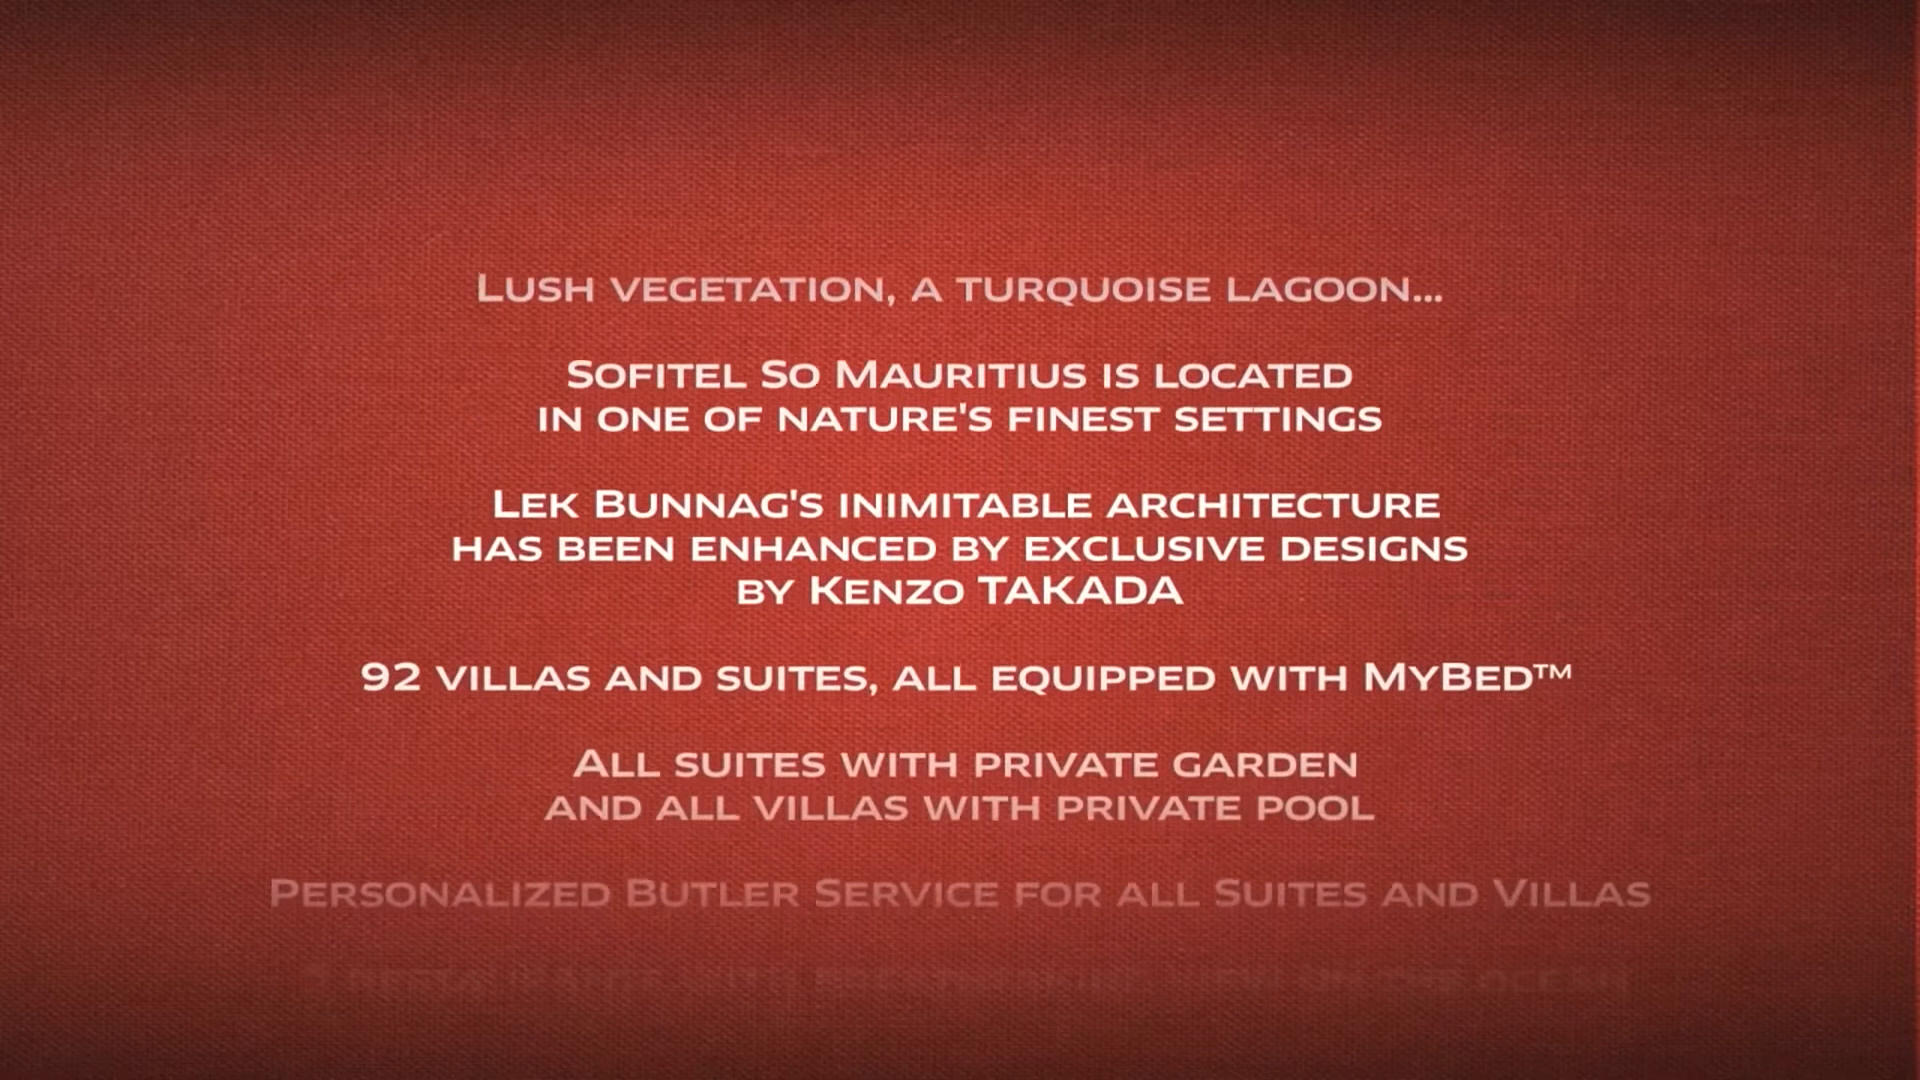 Lush vegetation, a turquoise lagoon...
Sofitel So Mauritius is located
in one of nature's finest settings
Lek Bunnag's inimitable architecture
has been enhanced by exclusive designs
by Kenzo TAKADA
92 villas and suites, all equipped with MyBed™
All suites with private garden
and all villas with private pool
Personalized Butler Service for all Suites and Villas